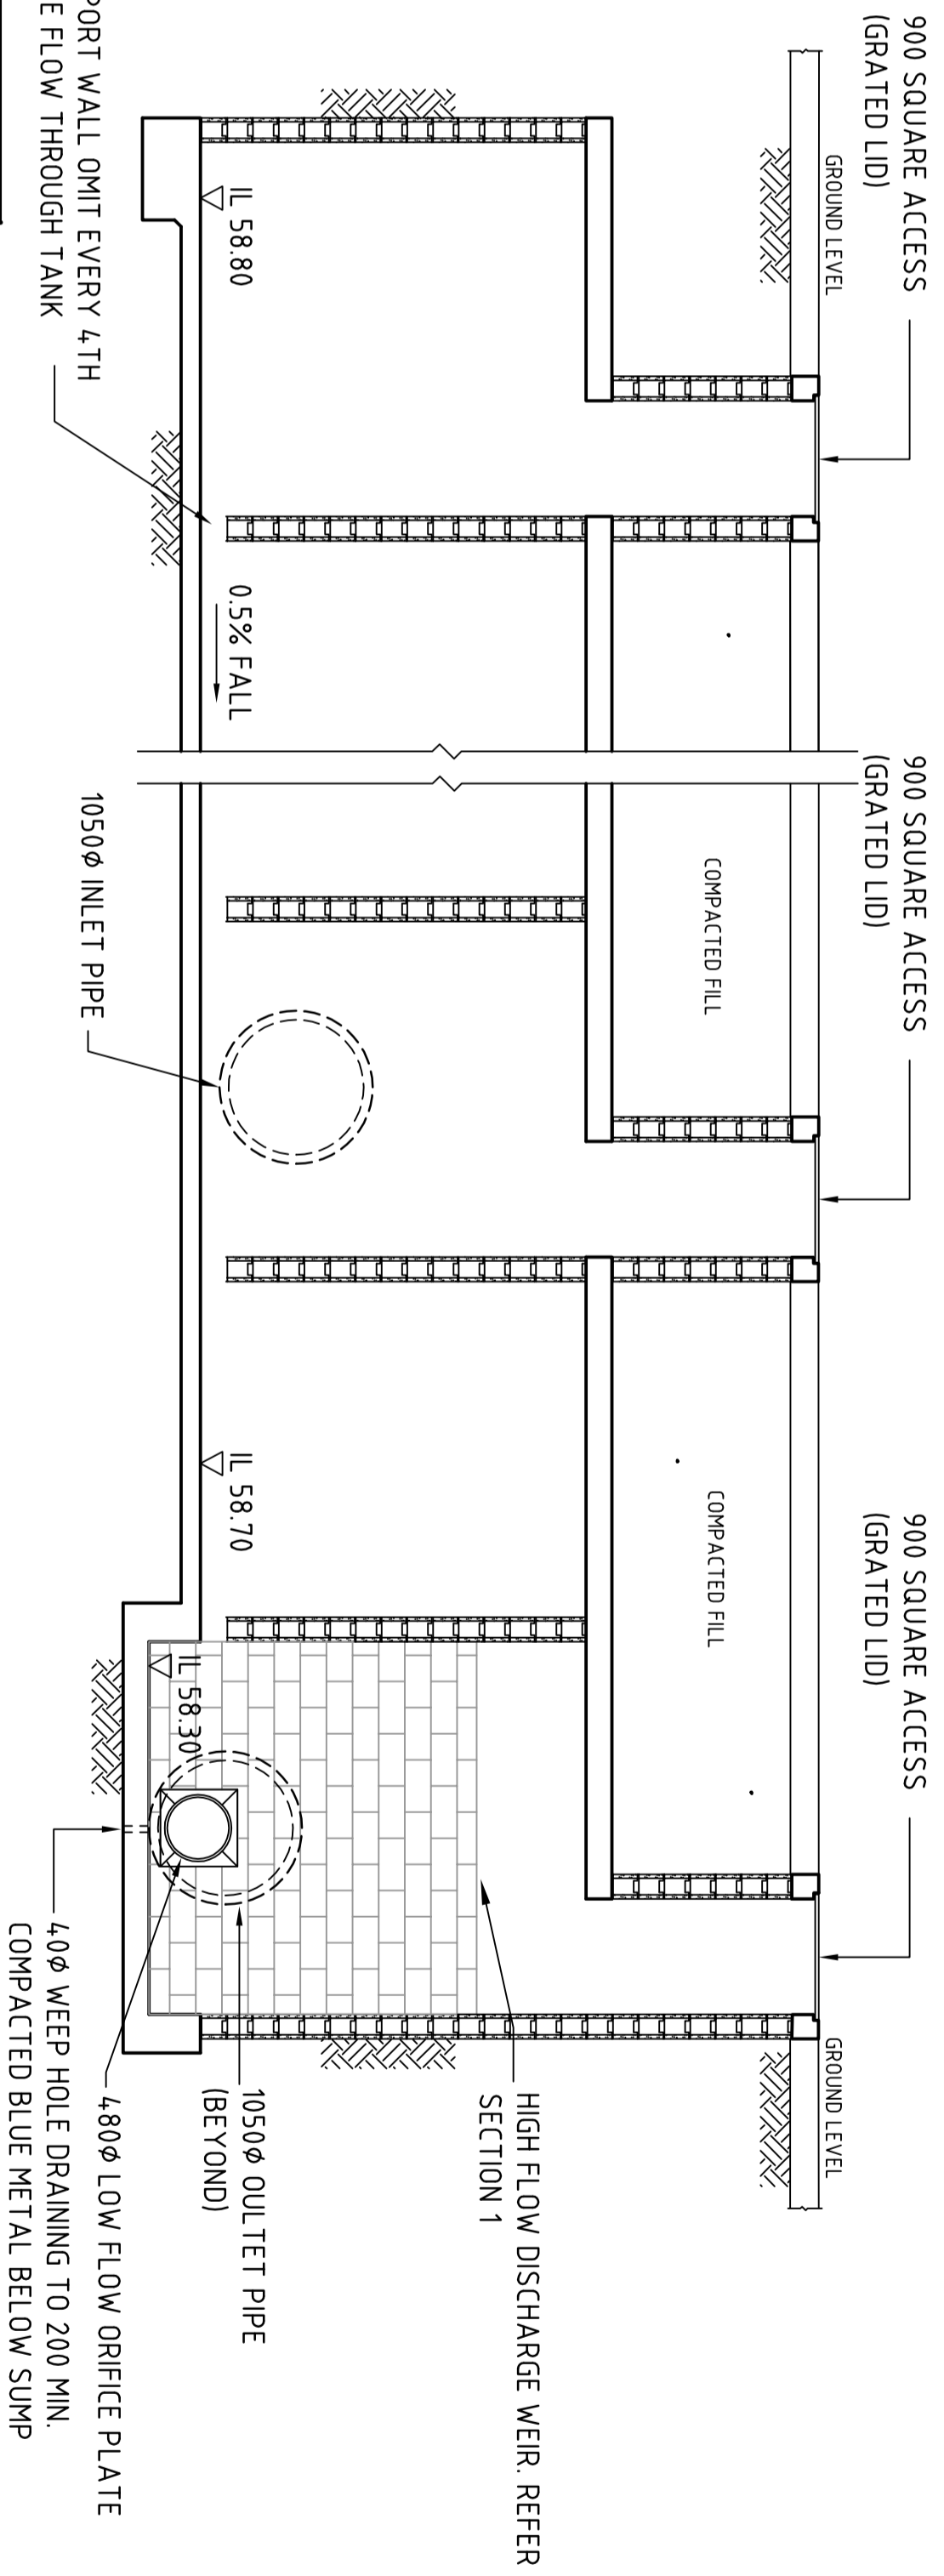 900 SQUARE ACCESS
(GRATED LID)
900 SQUARE ACCESS
(GRATED LID)
900 SQUARE ACCESS
(GRATED LID)
GROUND LEVEL
GROUND LEVEL
COMPACTED FILL
COMPACTED FILL
IL 58.80
0.5% FALL
IL 58.70
IL 58.30
HIGH FLOW DISCHARGE WEIR. REFER
SECTION 1
PORT WALL OMIT EVERY 4TH
E FLOW THROUGH TANK
1050Ø INLET PIPE
1050Ø OULTET PIPE
(BEYOND)
480Ø LOW FLOW ORIFICE PLATE
40Ø WEEP HOLE DRAINING TO 200 MIN.
COMPACTED BLUE METAL BELOW SUMP